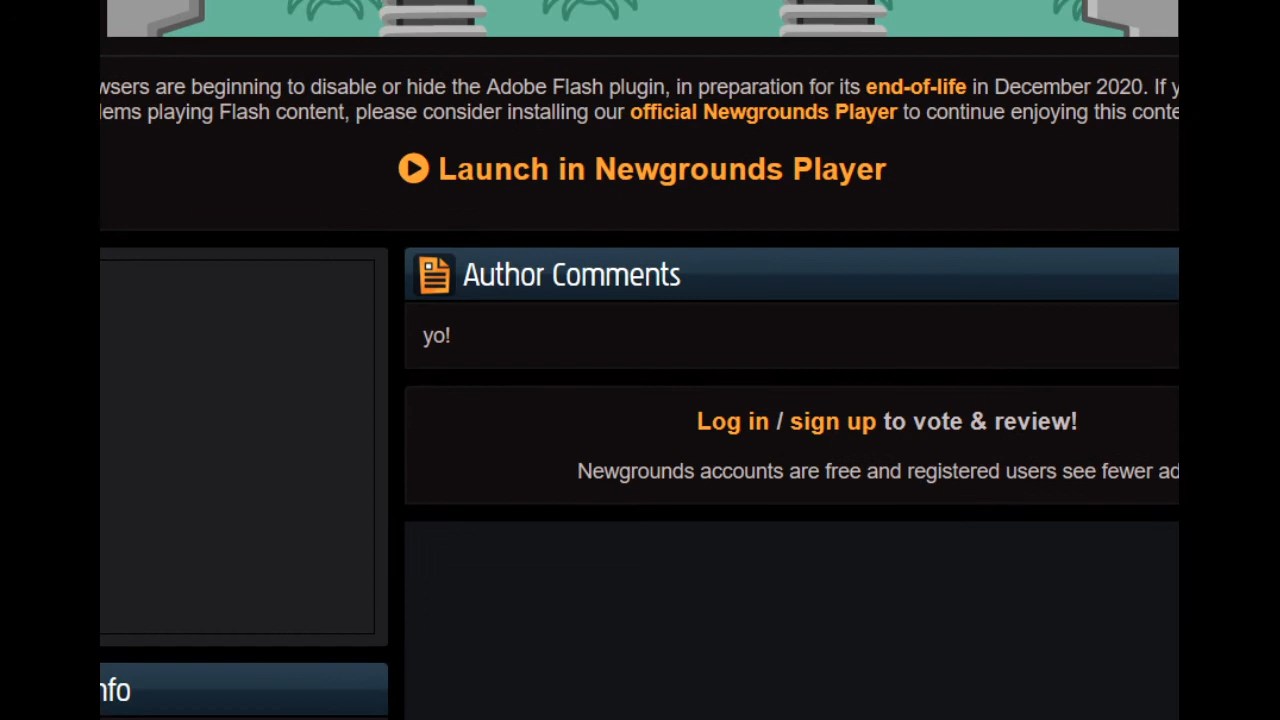 wsers are beginning to disable or hide the Adobe Flash plugin, in preparation for its end-of-life in December 2020. If y
lems playing Flash content, please consider installing our official Newgrounds Player to continue enjoying this conte
Launch in Newgrounds Player
Author Comments
yo!
Log in / sign up to vote & review!
Newgrounds accounts are free and registered users see fewer ad
nfo